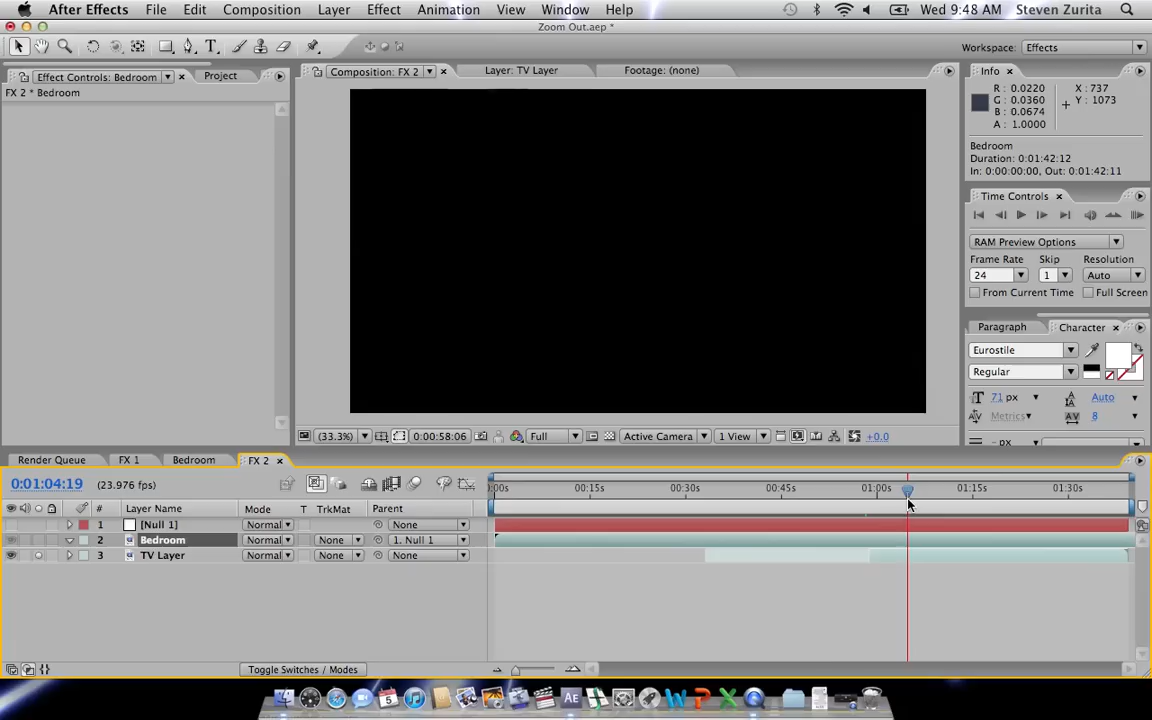 After Effects File Edit Composition Layer Effect Animation View Window Help Wed 9:48 AM Steven Zurita
Zoom Out.aep *
Workspace: Effects
Effect Controls: Bedroom Project
FX 2 * Bedroom
Composition: FX 2 Layer: TV Layer Footage: (none)
Info
R: 0.0220
G: 0.0360
B: 0.0674
A: 1.0000
X: 737
Y: 1073
Bedroom
Duration: 0:01:42:12
In: 0:00:00:00, Out: 0:01:42:11
Time Controls
RAM Preview Options
Frame Rate Skip Resolution
24 1 Auto
From Current Time Full Screen
Paragraph Character
Eurostile
Regular
71 px Auto
Metrics 8
- px
(33.3%) 0:00:58:06 Full Active Camera 1 View +0.0
Render Queue FX 1 Bedroom FX 2
0:01:04:19 (23.976 fps)
:00s 00:15s 00:30s 00:45s 01:00s 01:15s 01:30s
# Layer Name Mode T TrkMat Parent
1 [Null 1] Normal None
2 Bedroom Normal None 1. Null 1
3 TV Layer Normal None None
Toggle Switches / Modes
5
AE
W P X